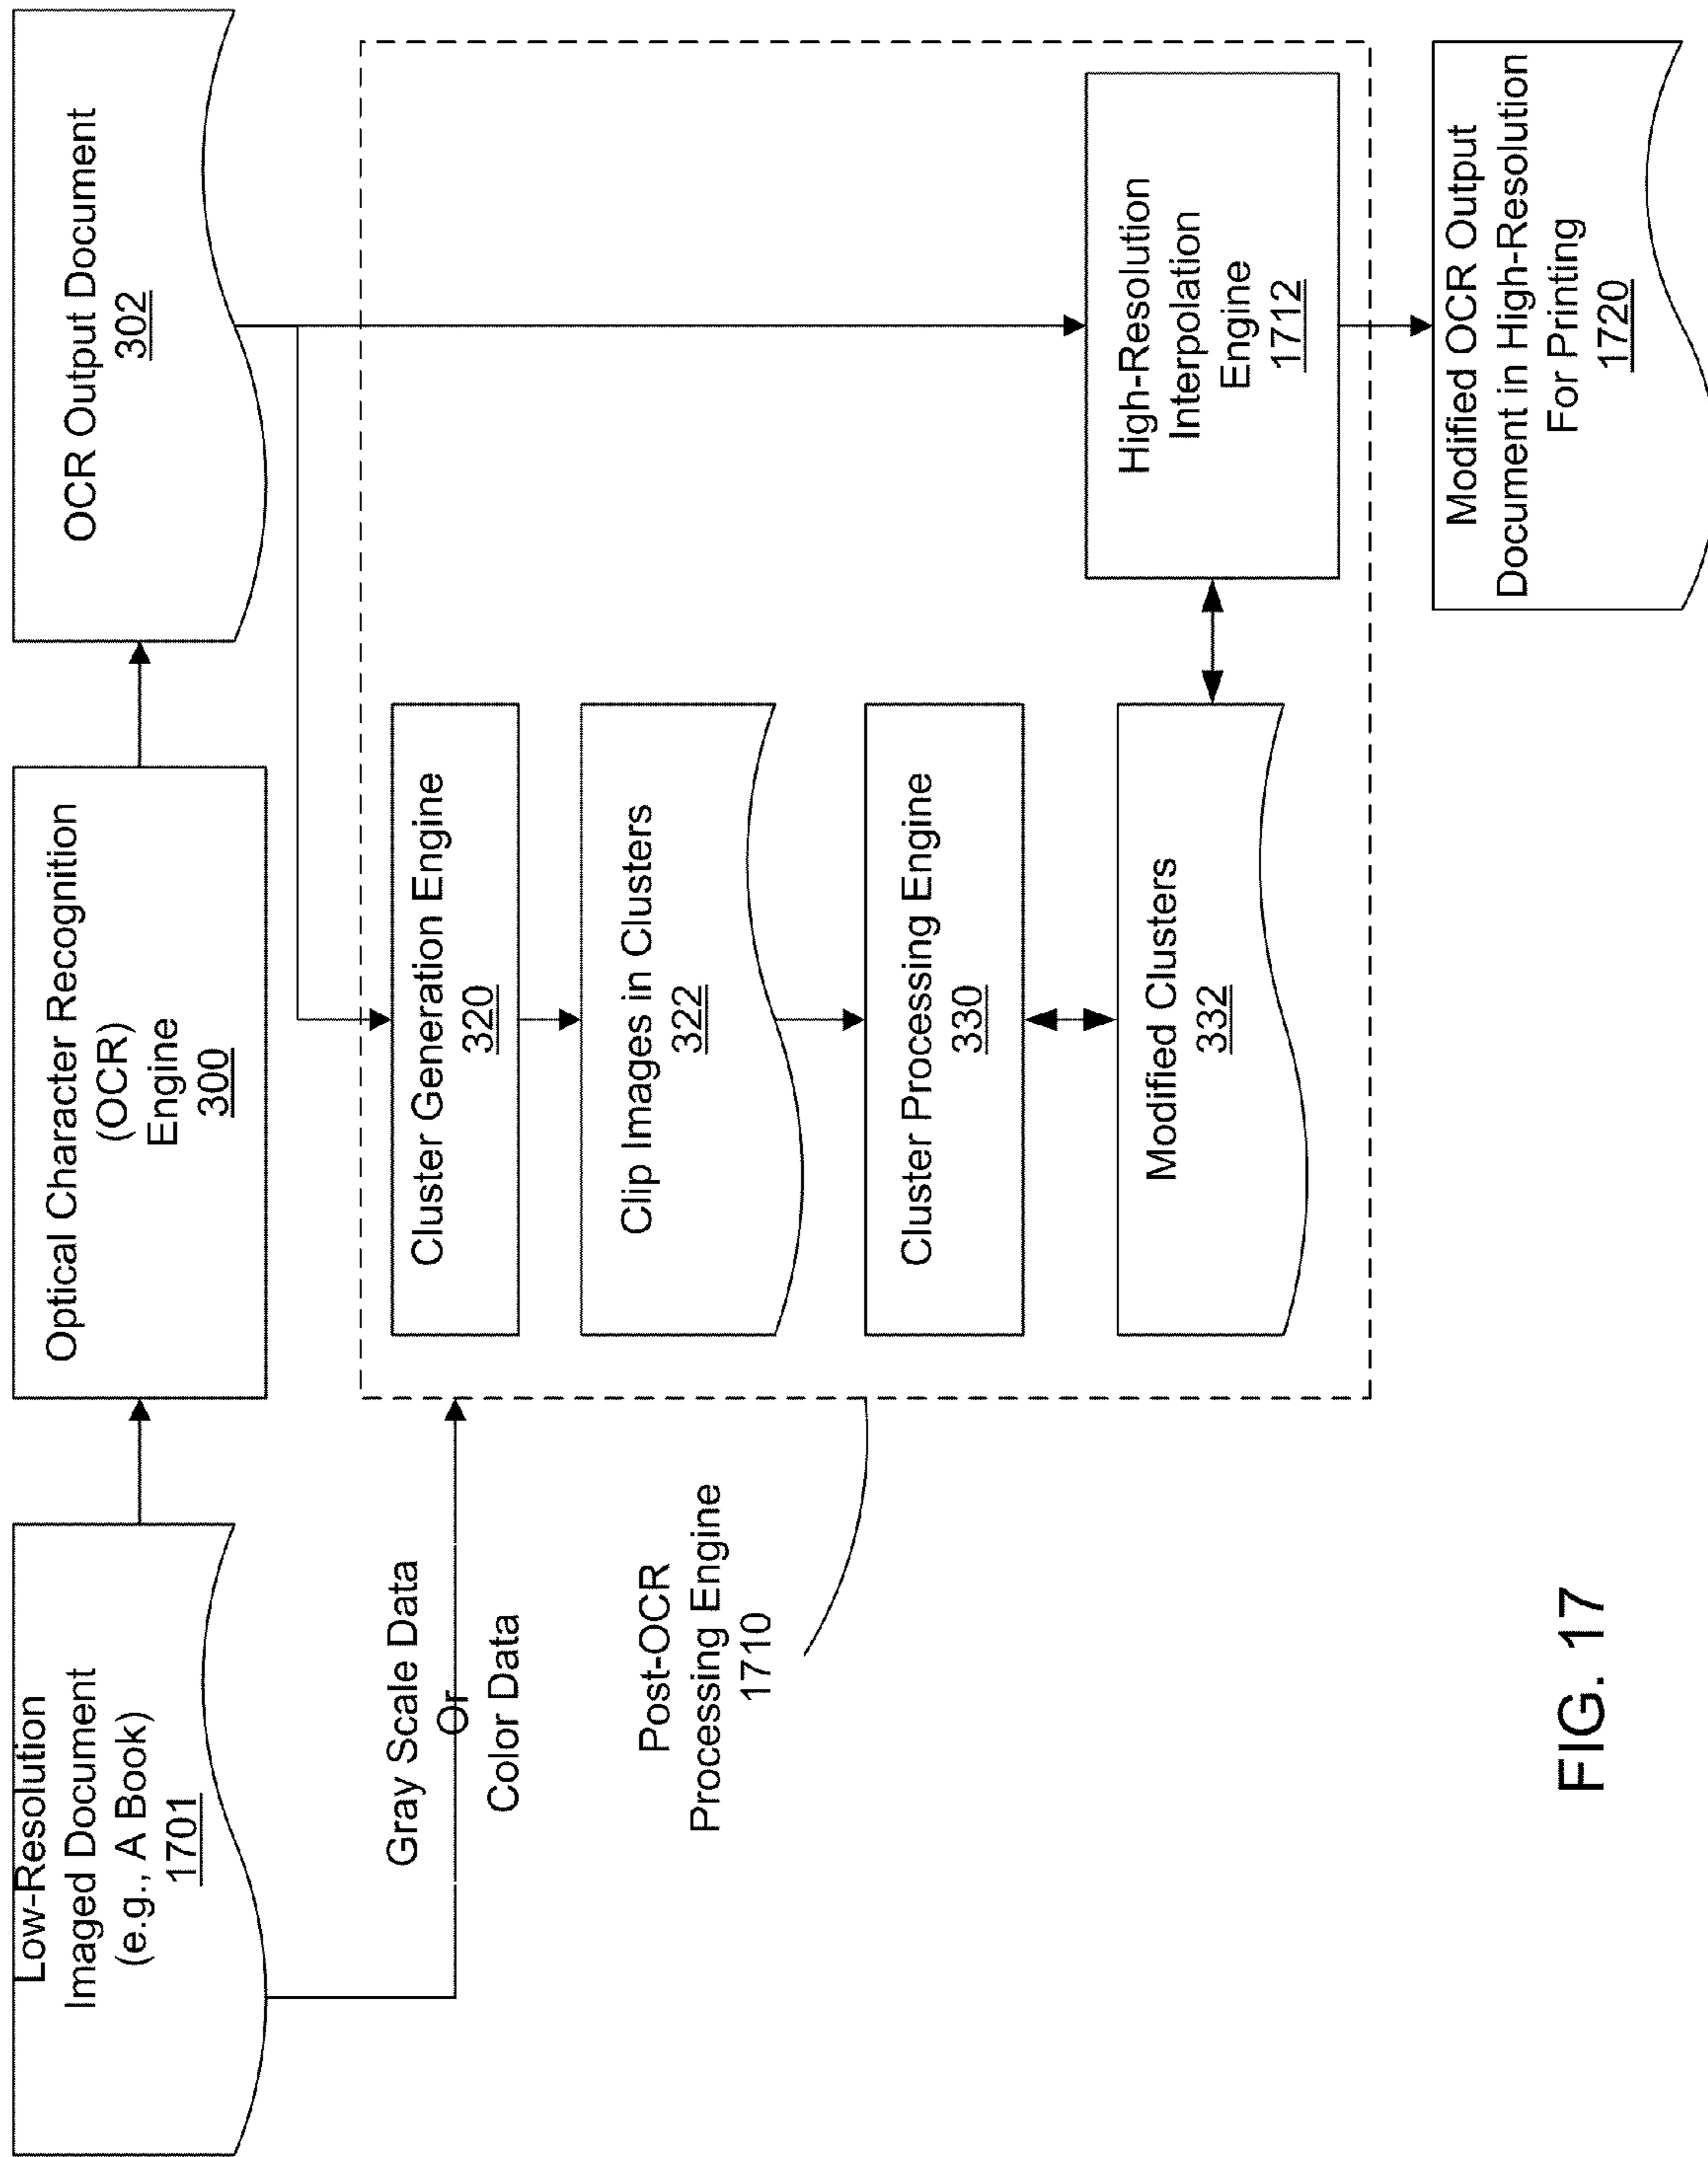 Low-Resolution
Imaged Document
(e.g., A Book)
1701
Optical Character Recognition
(OCR)
Engine
300
OCR Output Document
302
Gray Scale Data
Or
Color Data
Post-OCR
Processing Engine
1710
Cluster Generation Engine
320
Clip Images in Clusters
322
Cluster Processing Engine
330
Modified Clusters
332
High-Resolution
Interpolation
Engine
1712
Modified OCR Output
Document in High-Resolution
For Printing
1720
FIG. 17